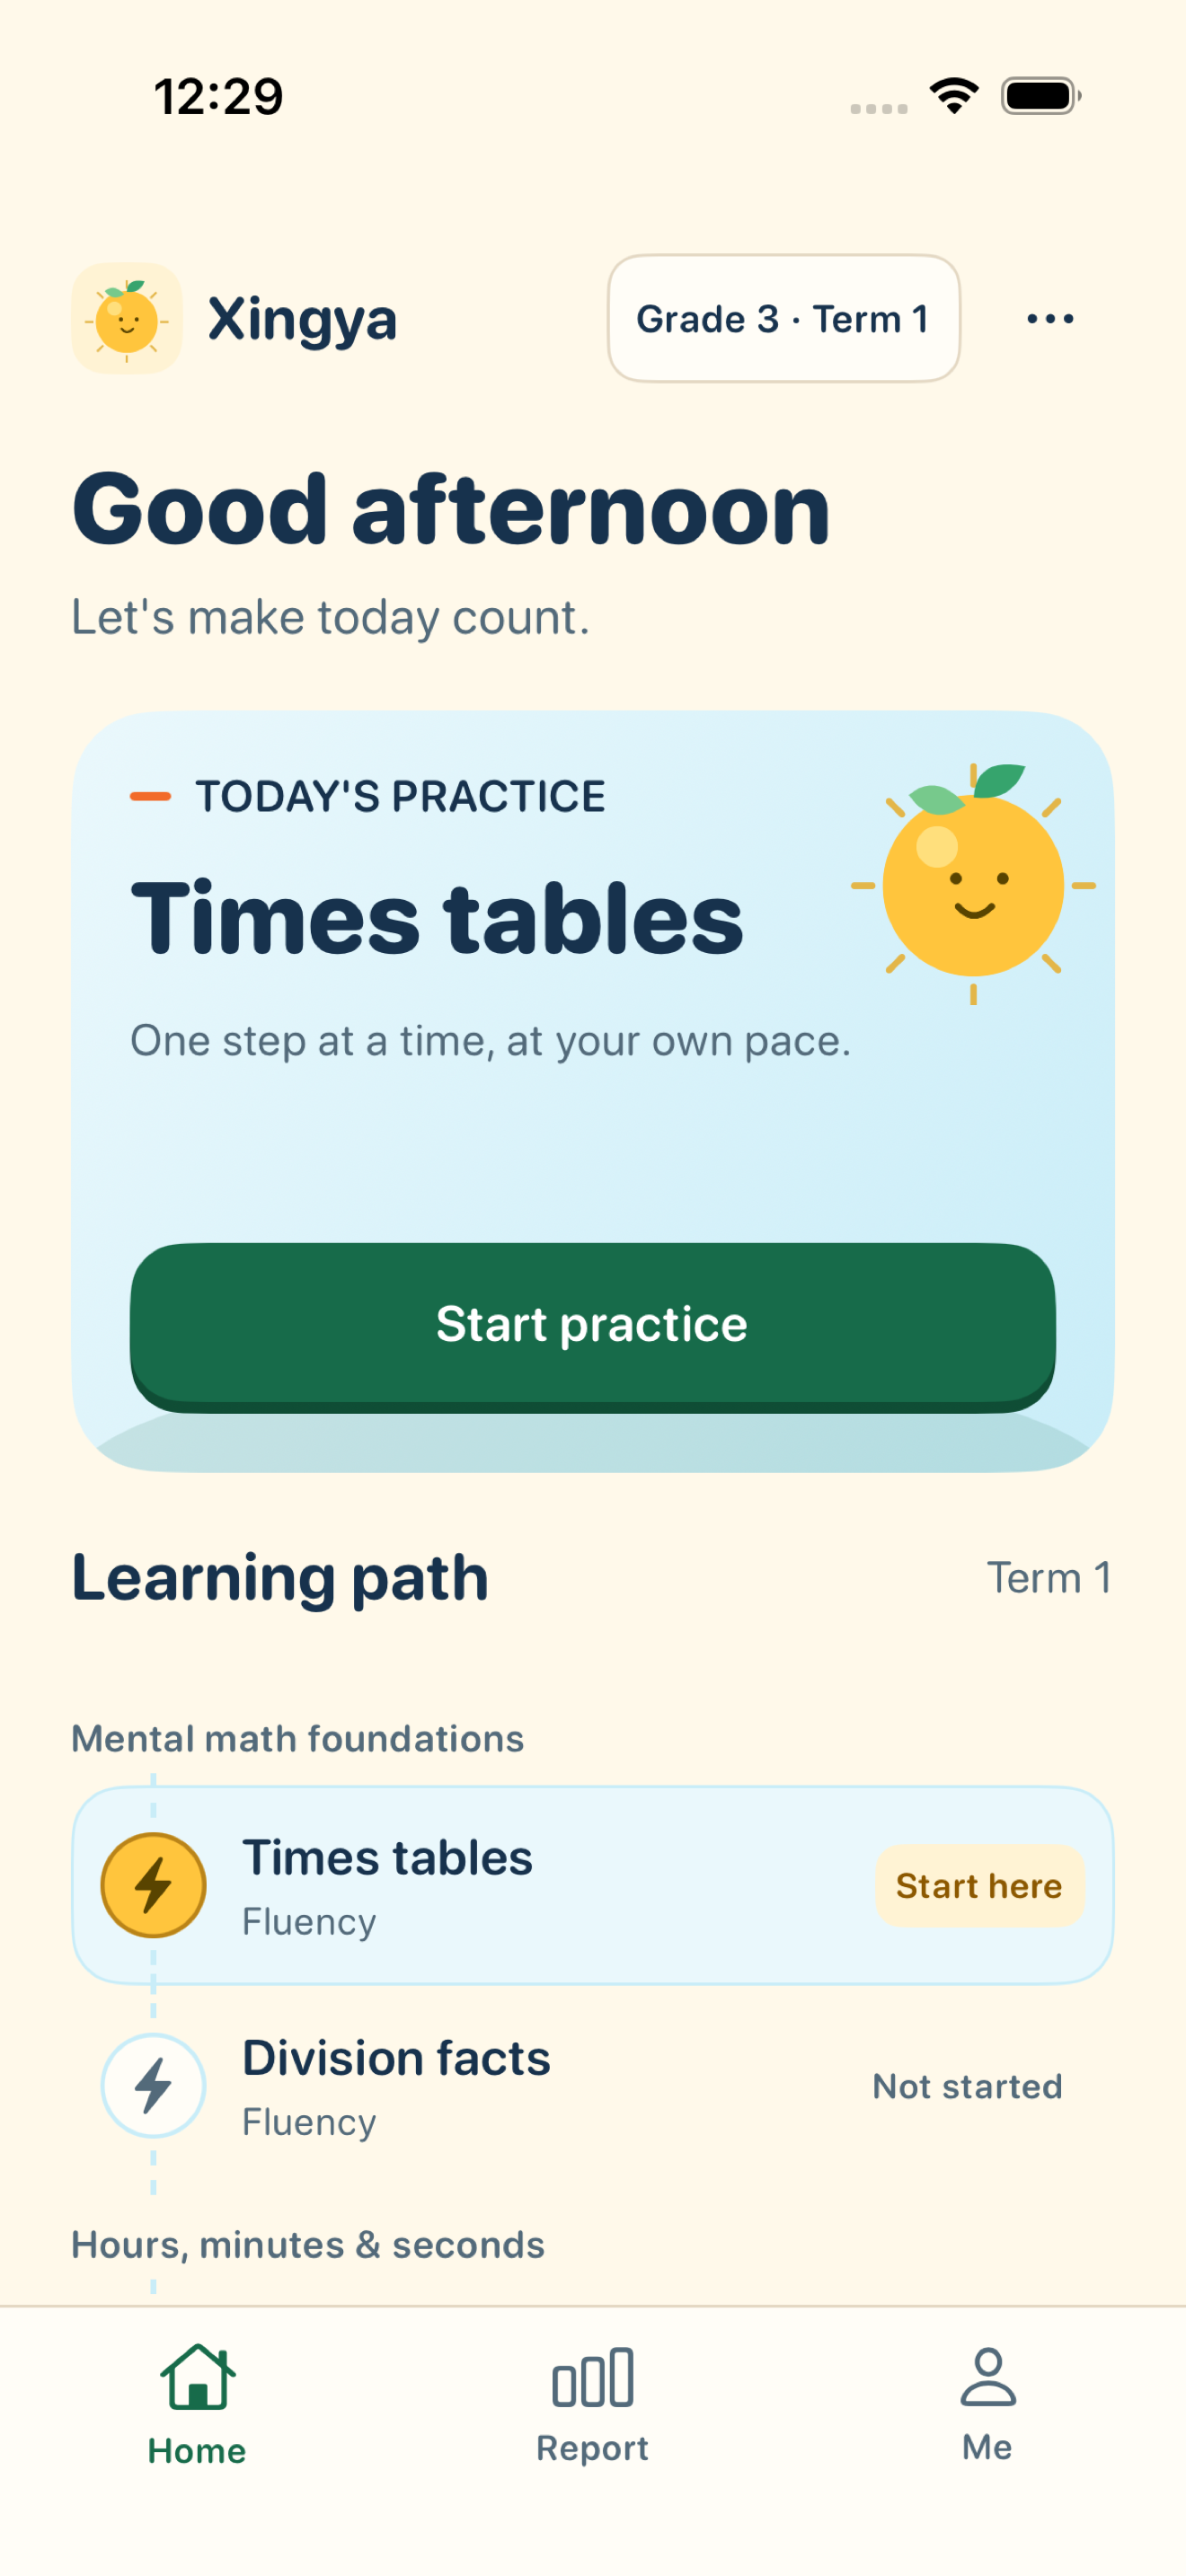 12:29
Xingya
Grade 3 · Term 1
Good afternoon
Let's make today count.
TODAY'S PRACTICE
Times tables
One step at a time, at your own pace.
Start practice
Learning path
Term 1
Mental math foundations
Times tables
Fluency
Start here
Division facts
Fluency
Not started
Hours, minutes & seconds
Home
Report
Me